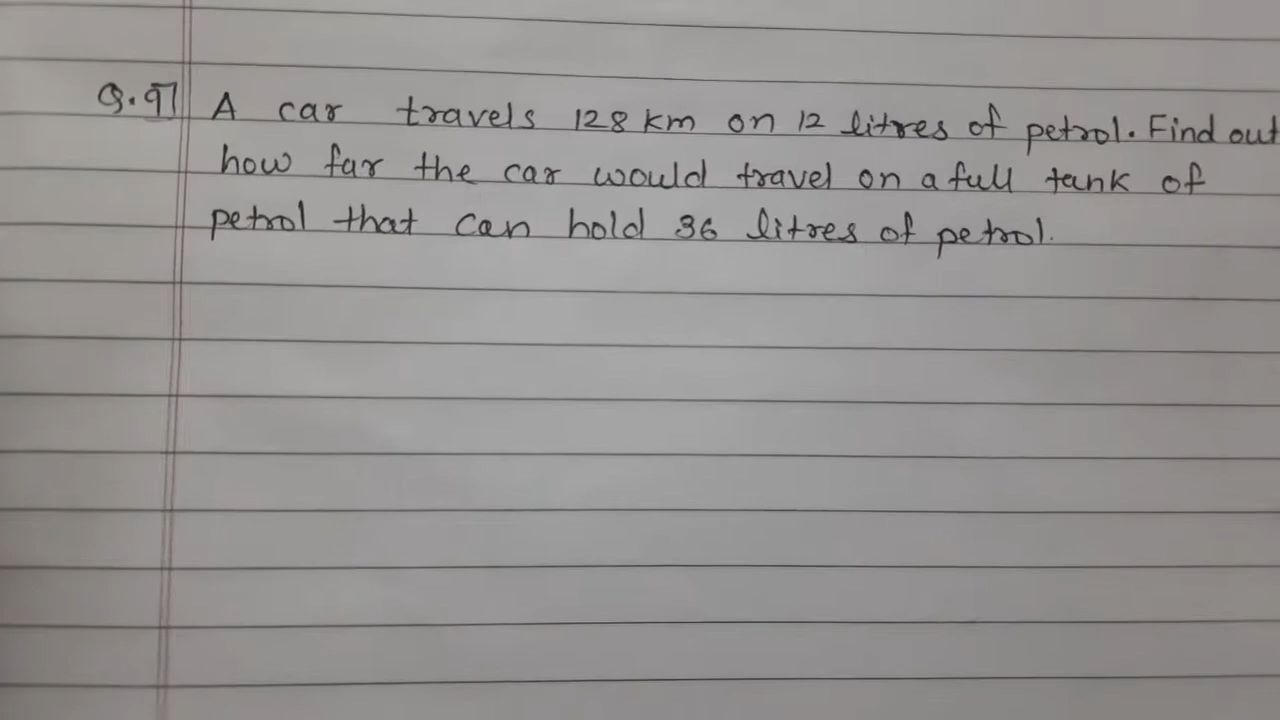 Q.9] A car travels 128 km on 12 litres of petrol. Find out
how far the car would travel on a full tank of
petrol that can hold 36 litres of petrol.